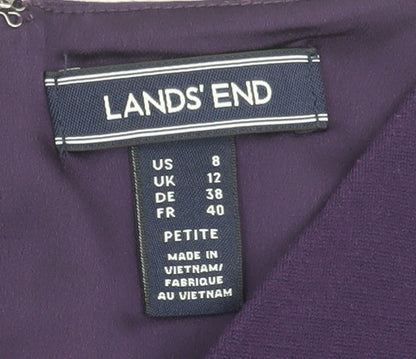 LANDS' END
US 8
UK 12
DE 38
FR 40
PETITE
MADE IN
VIETNAM/
FABRIQUE
AU VIETNAM